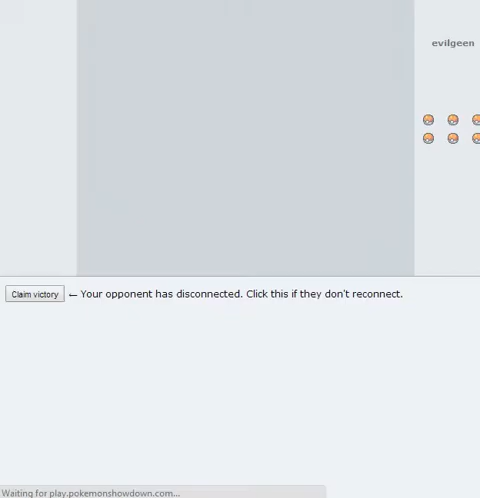 evilgeen
Claim victory ← Your opponent has disconnected. Click this if they don't reconnect.
Waiting for play.pokemonshowdown.com...